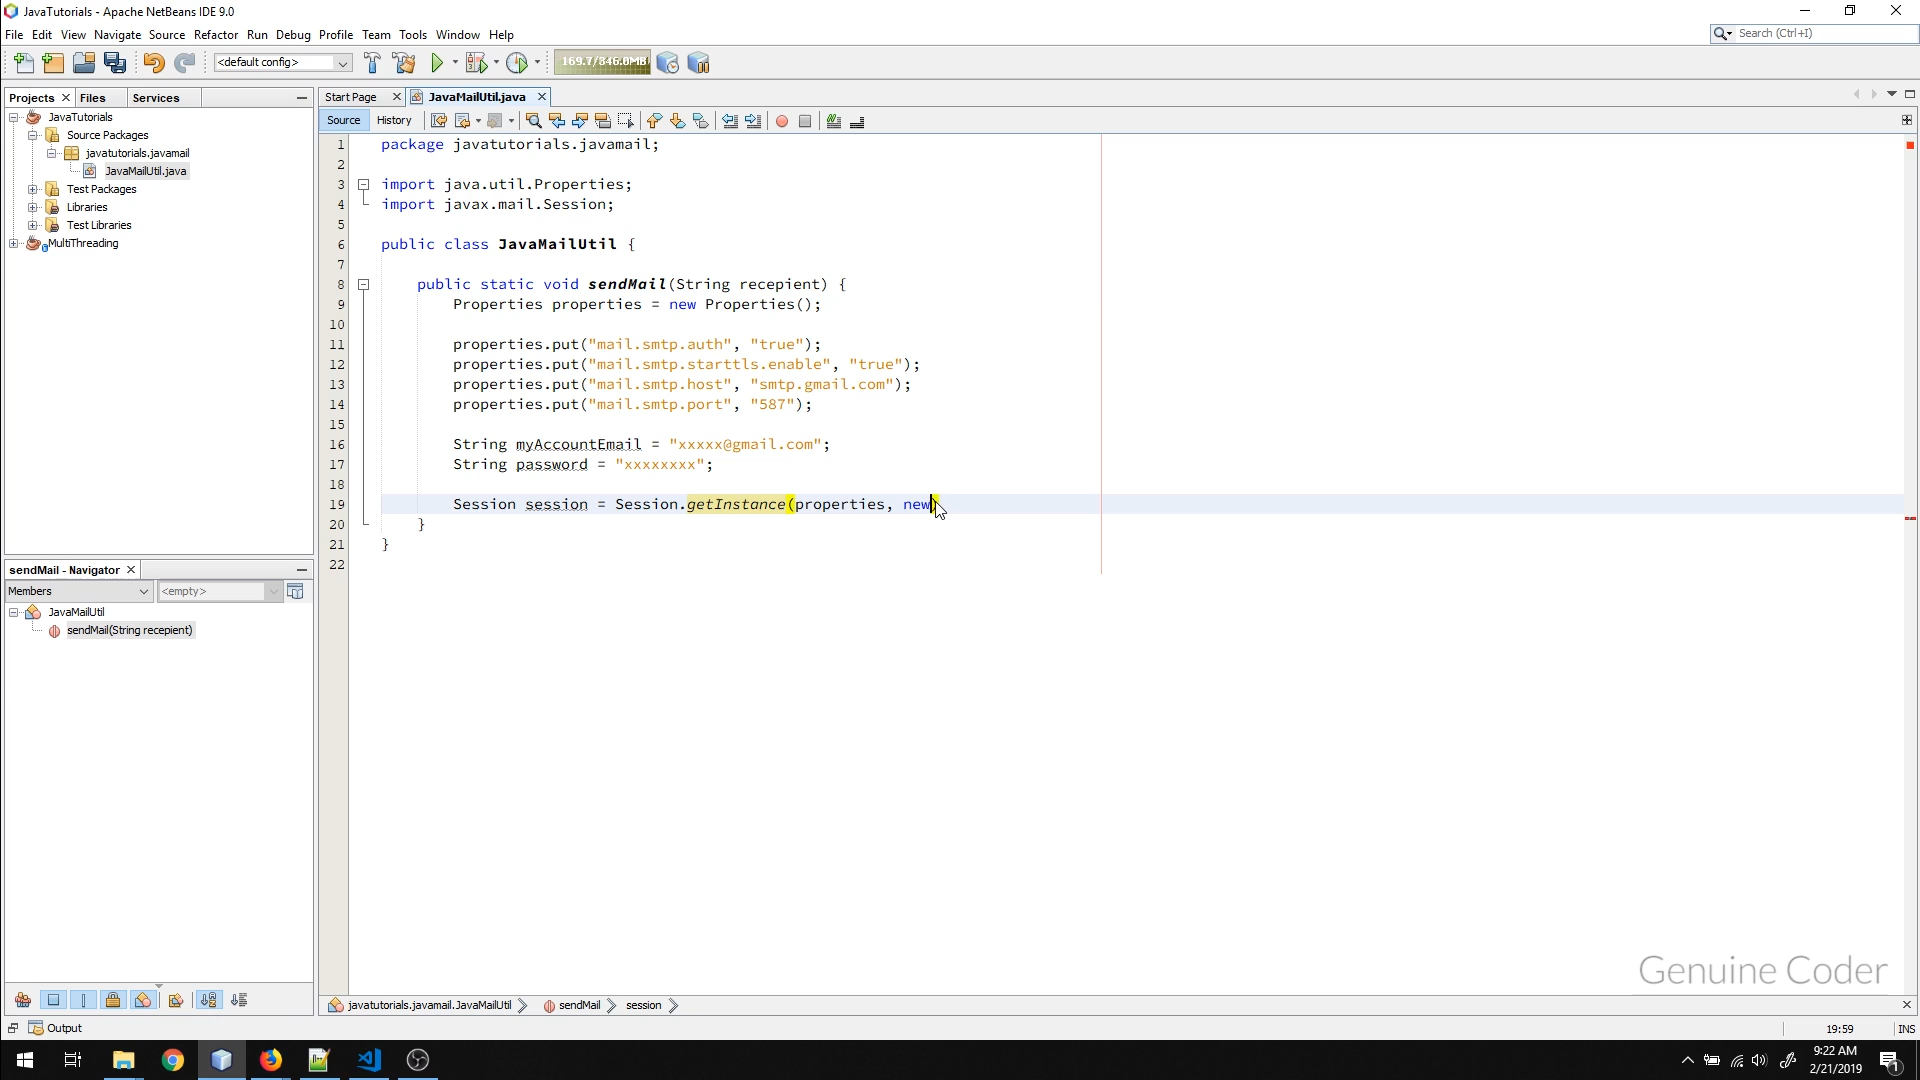 JavaTutorials - Apache NetBeans IDE 9.0
File Edit View Navigate Source Refactor Run Debug Profile Team Tools Window Help
Search (Ctrl+I)
<default config>
169.7/346.0MB
Projects Files Services
Start Page JavaMailUtil.java
Source History
JavaTutorials
Source Packages
javatutorials.javamail
JavaMailUtil.java
Test Packages
Libraries
Test Libraries
MultiThreading
1 package javatutorials.javamail;
2
3 import java.util.Properties;
4 import javax.mail.Session;
5
6 public class JavaMailUtil {
7
8 public static void sendMail(String recepient) {
9 Properties properties = new Properties();
10
11 properties.put("mail.smtp.auth", "true");
12 properties.put("mail.smtp.starttls.enable", "true");
13 properties.put("mail.smtp.host", "smtp.gmail.com");
14 properties.put("mail.smtp.port", "587");
15
16 String myAccountEmail = "xxxxx@gmail.com";
17 String password = "xxxxxxxx";
18
19 Session session = Session.getInstance(properties, new)
20 }
21 }
22
sendMail - Navigator
Members <empty>
JavaMailUtil
sendMail(String recepient)
Genuine Coder
javatutorials.javamail.JavaMailUtil sendMail session
Output
19:59 INS
9:22 AM
2/21/2019
1